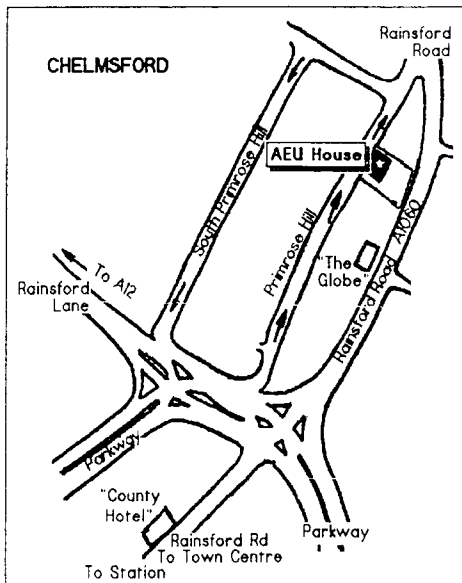 Rainsford
Road
CHELMSFORD
South Primrose Hill
AEU House
Primrose Hill
A1060
"The
Globe"
Rainsford Road
To A12
Rainsford
Lane
Parkway
"County
Hotel"
Rainsford Rd
To Town Centre
Parkway
To Station